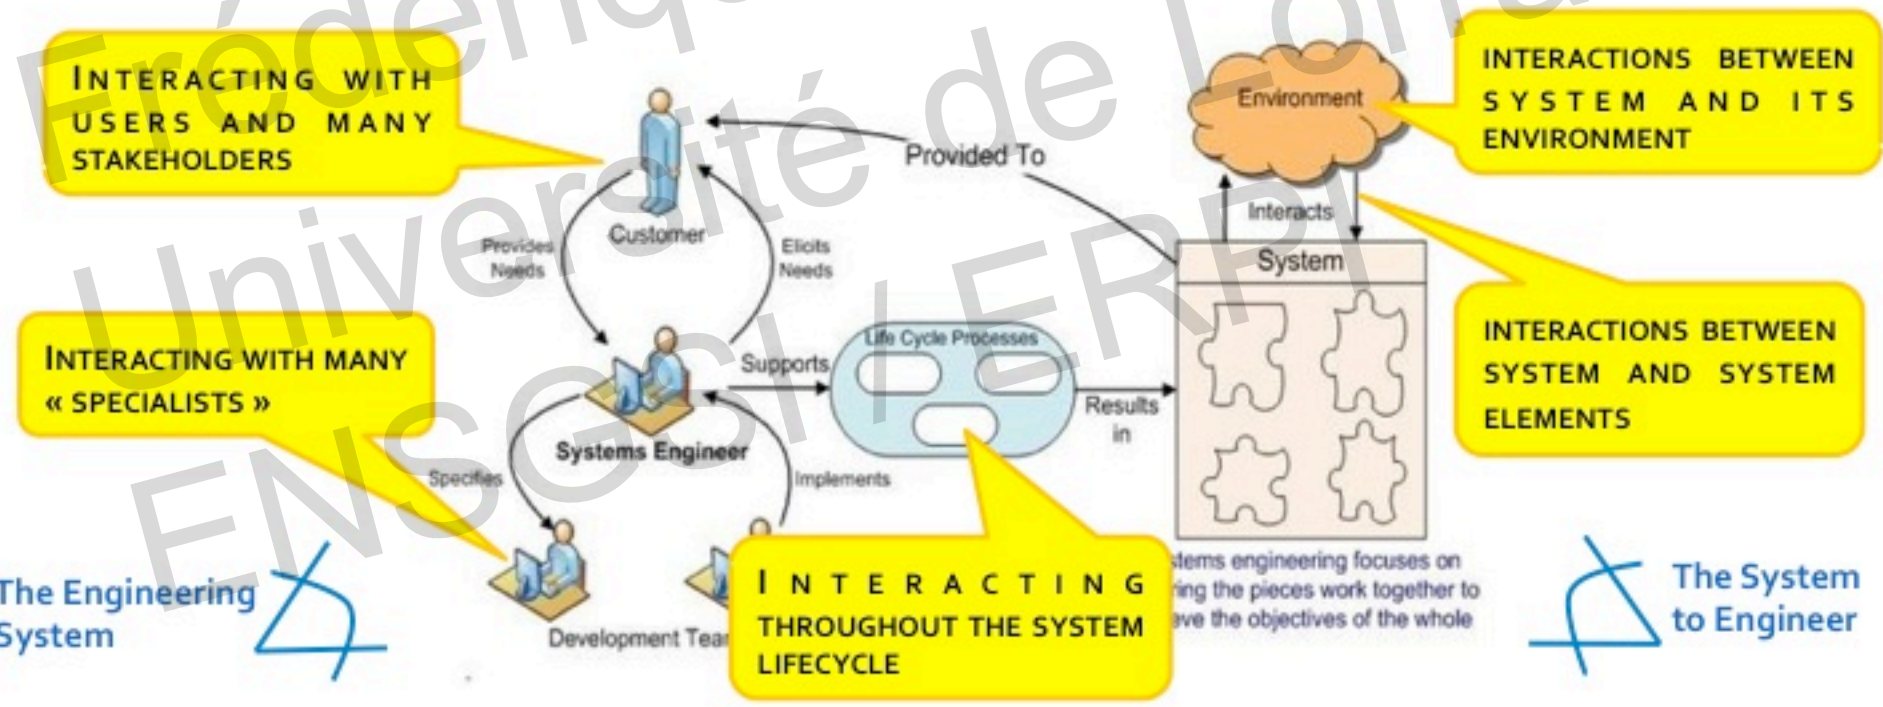 INTERACTING WITH
USERS AND MANY
STAKEHOLDERS
INTERACTIONS BETWEEN
SYSTEM AND ITS
ENVIRONMENT
Environment
Provided To
Interacts
Customer
Provides
Needs
Elicits
Needs
System
INTERACTING WITH MANY
« SPECIALISTS »
Life Cycle Processes
Supports
Results
in
INTERACTIONS BETWEEN
SYSTEM AND SYSTEM
ELEMENTS
Systems Engineer
Specifies
Implements
The Engineering
System
Development
INTERACTING
THROUGHOUT THE SYSTEM
LIFECYCLE
stems engineering focuses on
ring the pieces work together to
eve the objectives of the whole
The System
to Engineer
Université de
ENSGSI / ERPI